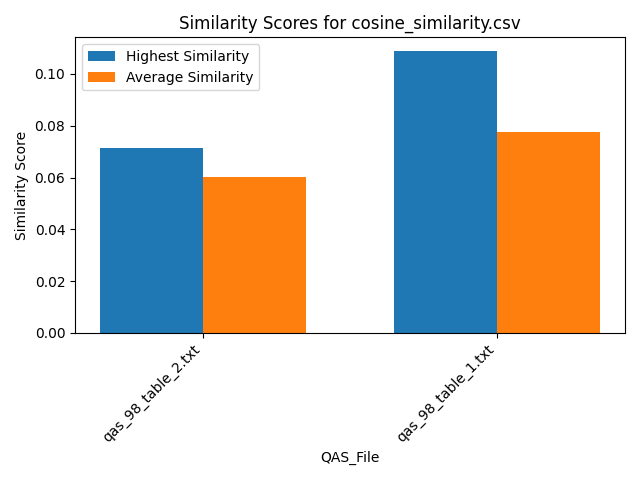 Similarity Scores for cosine_similarity.csv
Highest Similarity
Average Similarity
Similarity Score
0.10
0.08
0.06
0.04
0.02
0.00
qas_98_table_2.txt
qas_98_table_1.txt
QAS_File